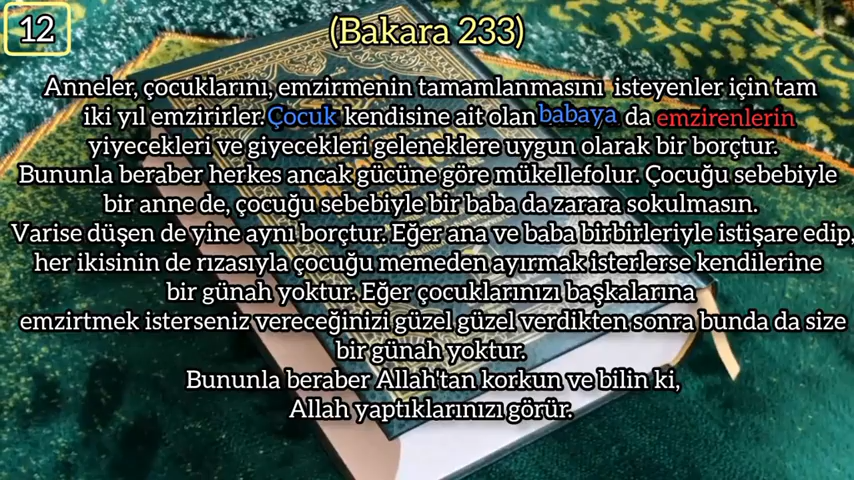 12
(Bakara 233)
Anneler, çocuklarını, emzirmenin tamamlanmasını isteyenler için tam
iki yıl emzirirler. Çocuk kendisine ait olan babaya da emzirenlerin
yiyecekleri ve giyecekleri geleneklere uygun olarak bir borçtur.
Bununla beraber herkes ancak gücüne göre mükellefolur. Çocuğu sebebiyle
bir anne de, çocuğu sebebiyle bir baba da zarara sokulmasın.
Varise düşen de yine aynı borçtur. Eğer ana ve baba birbirleriyle istişare edip,
her ikisinin de rızasıyla çocuğu memeden ayırmak isterlerse kendilerine
bir günah yoktur. Eğer çocuklarınızı başkalarına
emzirtmek isterseniz vereceğinizi güzel güzel verdikten sonra bunda da size
bir günah yoktur.
Bununla beraber Allah'tan korkun ve bilin ki,
Allah yaptıklarınızı görür.